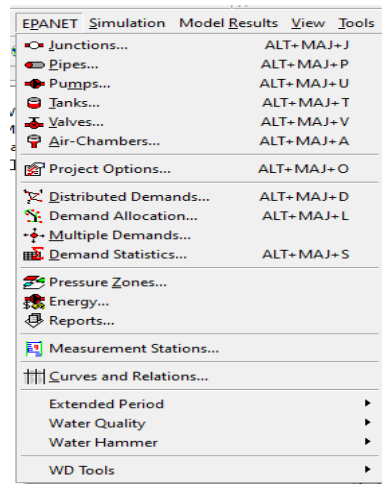 EPANET Simulation Model Results View Tools
Junctions... ALT+MAJ+J
Pipes... ALT+MAJ+P
Pumps... ALT+MAJ+U
Tanks... ALT+MAJ+T
Valves... ALT+MAJ+V
Air-Chambers... ALT+MAJ+A
Project Options... ALT+MAJ+O
Distributed Demands... ALT+MAJ+D
Demand Allocation... ALT+MAJ+L
Multiple Demands...
Demand Statistics... ALT+MAJ+S
Pressure Zones...
Energy...
Reports...
Measurement Stations...
Curves and Relations...
Extended Period
Water Quality
Water Hammer
WD Tools